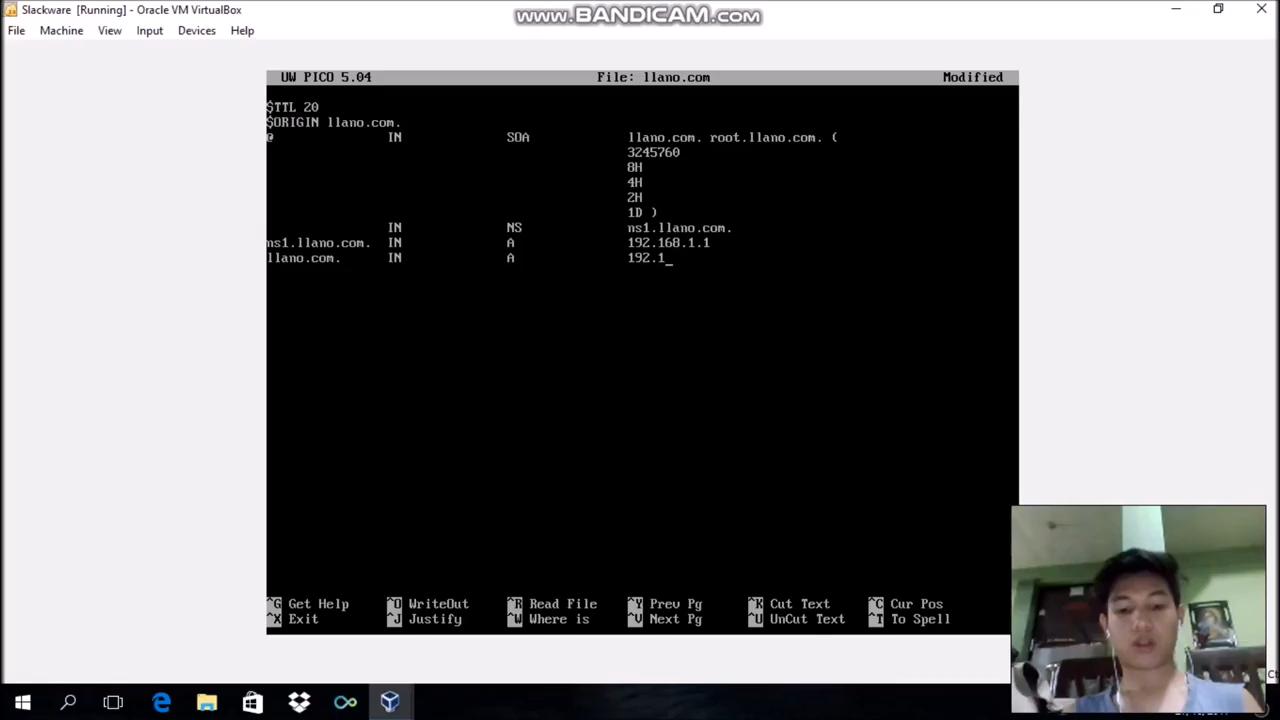 Slackware [Running] - Oracle VM VirtualBox
www.BANDICAM.com
File Machine View Input Devices Help
UW PICO 5.04 File: llano.com Modified
$TTL 20
$ORIGIN llano.com.
@ IN SOA llano.com. root.llano.com. (
3245760
8H
4H
2H
1D )
IN NS ns1.llano.com.
ns1.llano.com. IN A 192.168.1.1
llano.com. IN A 192.1_
^G Get Help ^O WriteOut ^R Read File ^Y Prev Pg ^K Cut Text ^C Cur Pos
^X Exit ^J Justify ^W Where is ^V Next Pg ^U UnCut Text ^T To Spell